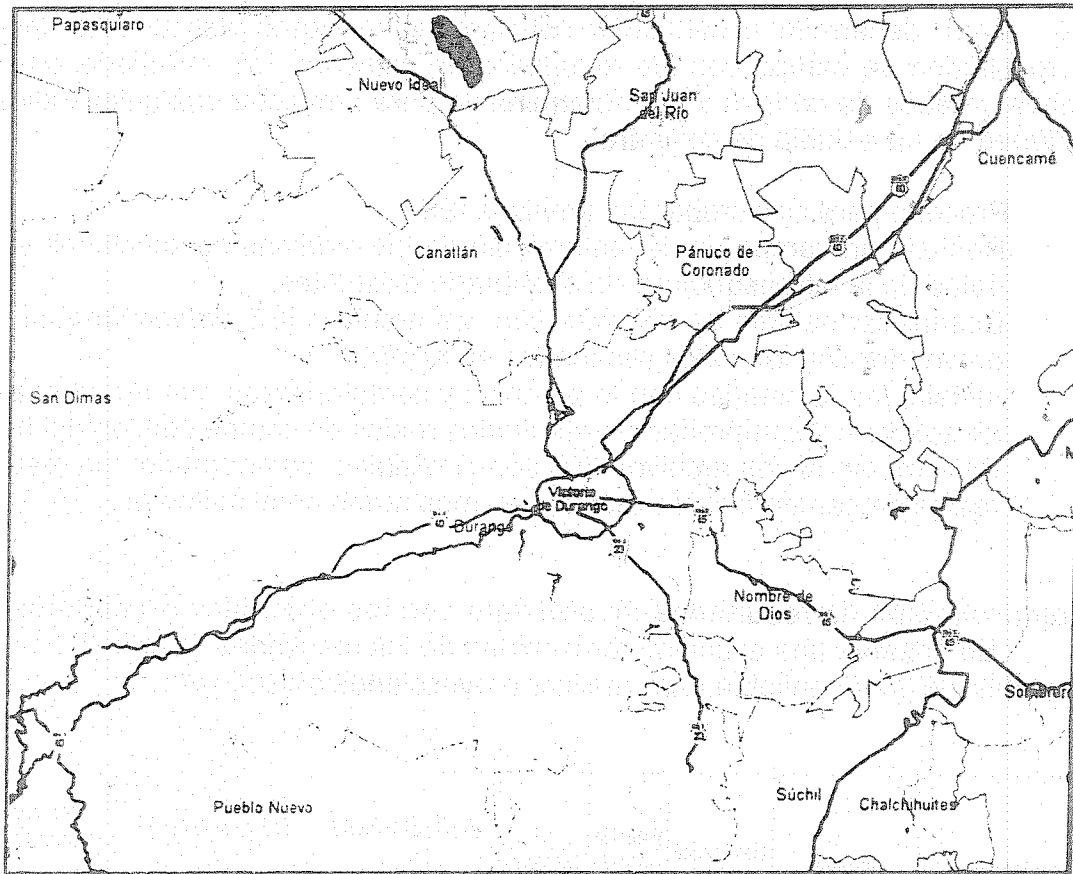 Papasquiaro
Nuevo Ideal
San Juan
del Río
Cuencamé
Canatlán
Pánuco de
Coronado
San Dimas
Victoria
de Durango
Durango
Nombre de
Dios
Pueblo Nuevo
Súchil
Chalchihuites